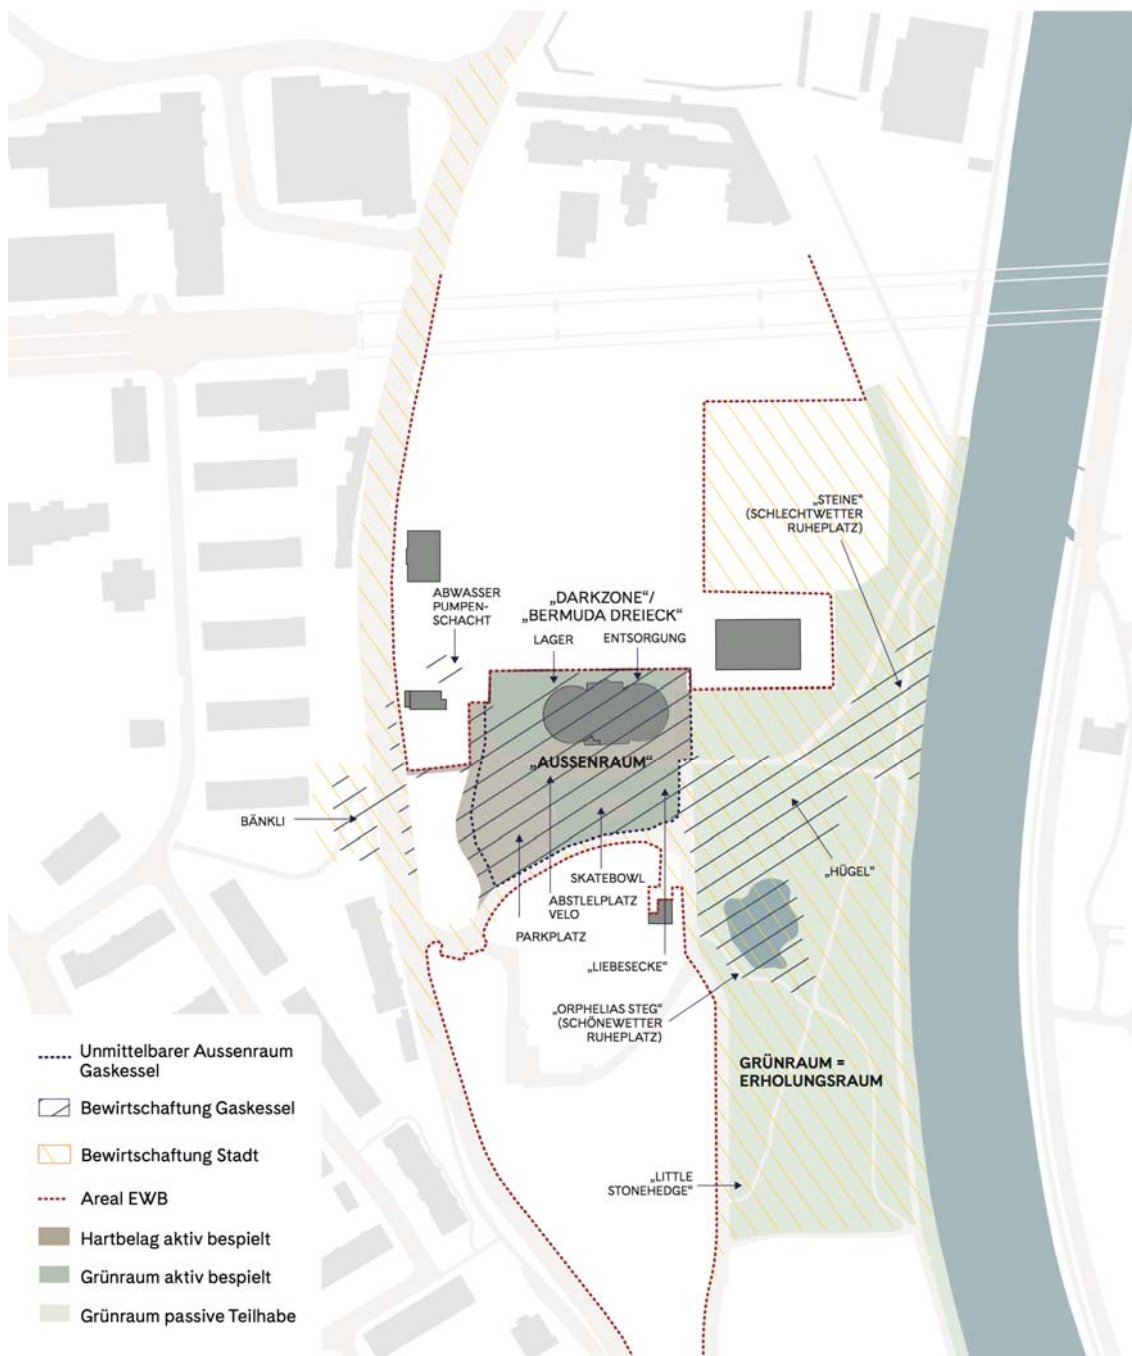 „STEINE“
(SCHLECHTWETTER
RUHEPLATZ)
ABWASSER
PUMPEN-
SCHACHT
„DARKZONE“/
„BERMUDA DREIECK“
LAGER
ENTSORGUNG
„AUSSENRAUM“
BÄNKLI
„HÜGEL“
SKATEBOWL
ABSTLELPLATZ
VELO
PARKPLATZ
„LIEBESECKE“
„ORPHELIAS STEG“
(SCHÖNEWETTER
RUHEPLATZ)
GRÜNRAUM =
ERHOLUNGSRAUM
„LITTLE
STONEHEDGE“
Unmittelbarer Aussenraum
Gaskessel
Bewirtschaftung Gaskessel
Bewirtschaftung Stadt
Areal EWB
Hartbelag aktiv bespielt
Grünraum aktiv bespielt
Grünraum passive Teilhabe